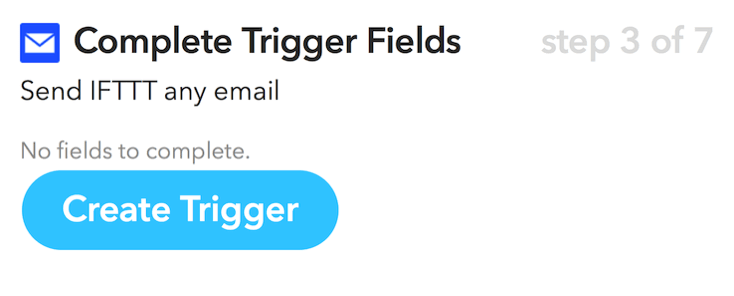 Complete Trigger Fields step 3 of 7
Send IFTTT any email
No fields to complete.
Create Trigger